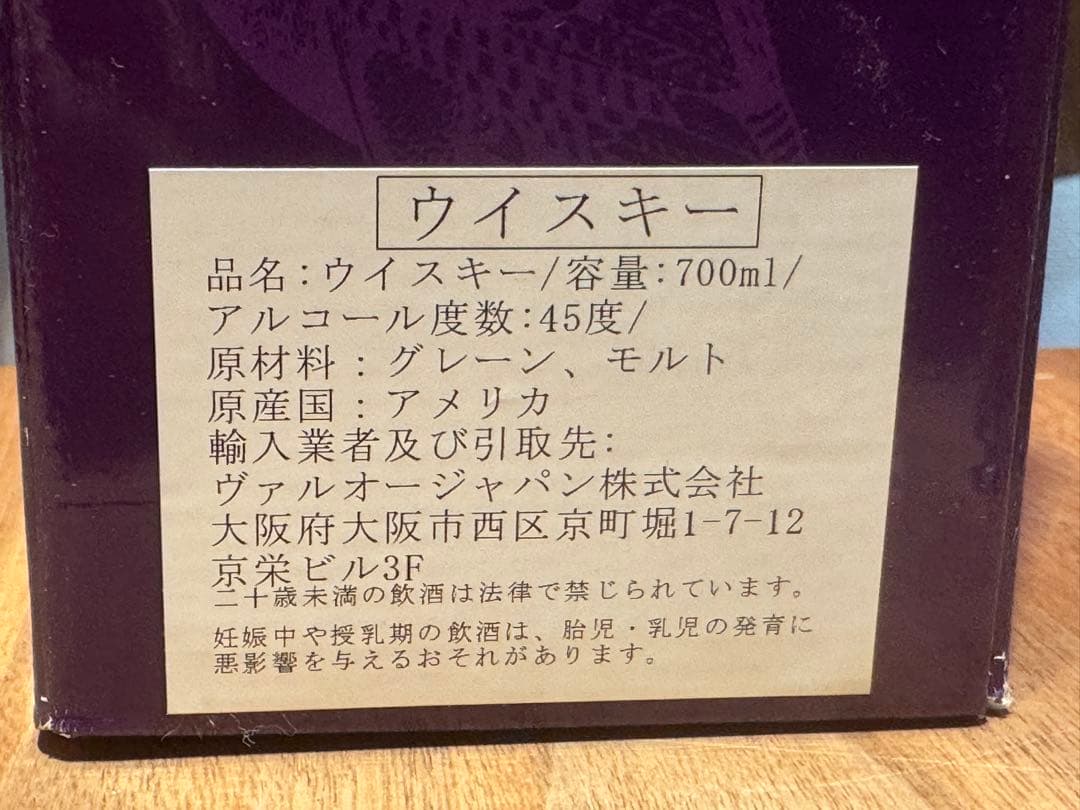 ウイスキー
品名:ウイスキー/容量:700ml/
アルコール度数:45度/
原材料:グレーン、モルト
原産国:アメリカ
輸入業者及び引取先:
ヴァルオージャパン株式会社
大阪府大阪市西区京町堀1-7-12
京栄ビル3F
二十歳未満の飲酒は法律で禁じられています。
妊娠中や授乳期の飲酒は、胎児・乳児の発育に
悪影響を与えるおそれがあります。